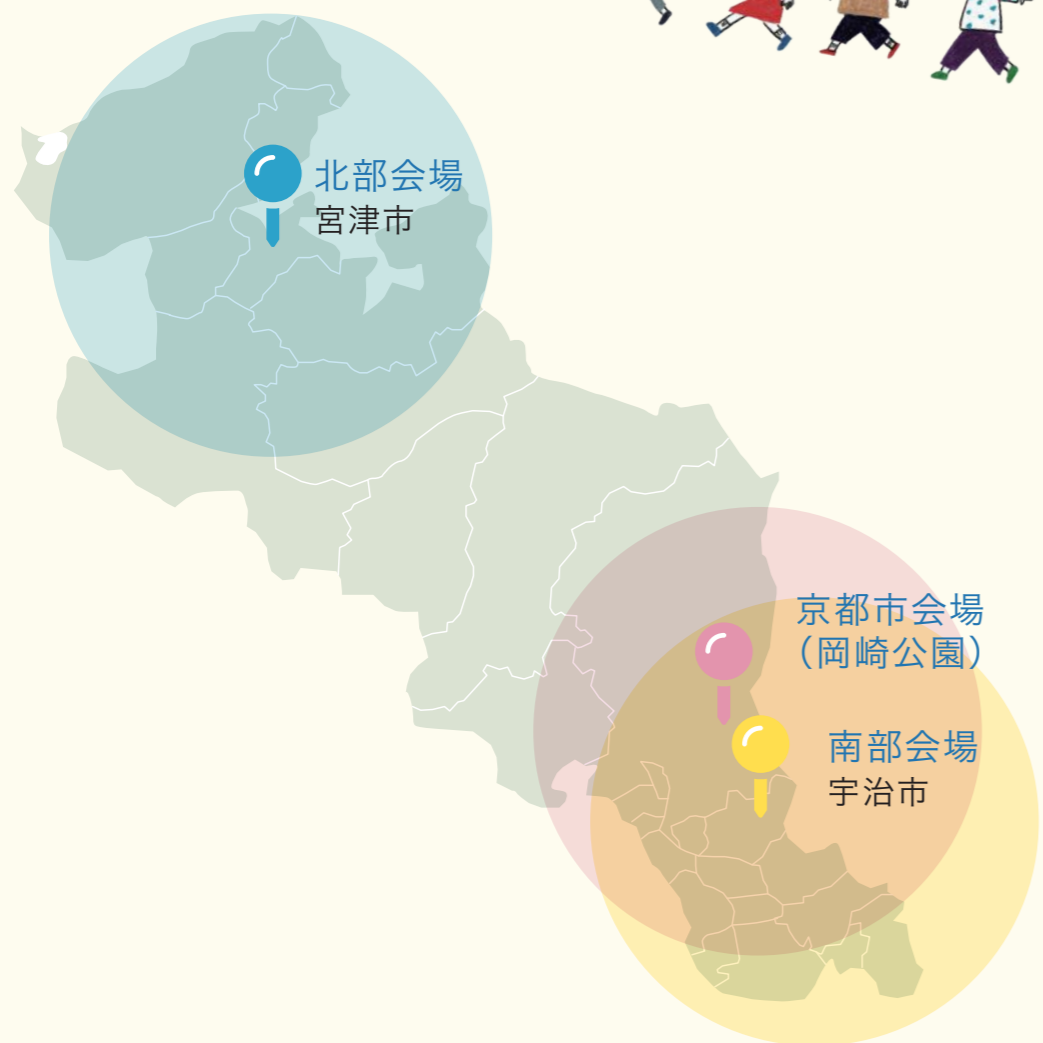 北部会場
宮津市
京都市会場
（岡崎公園）
南部会場
宇治市